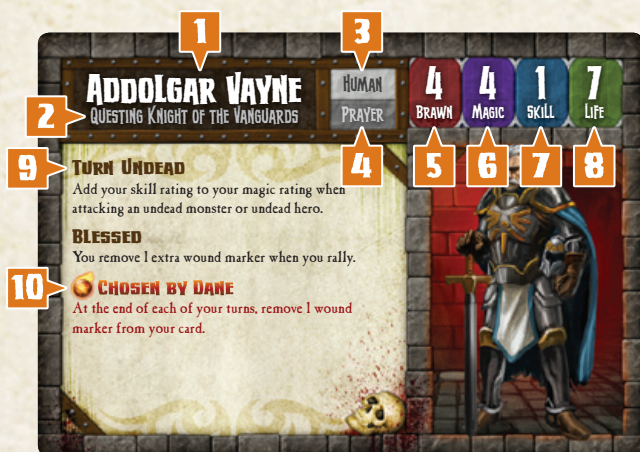 1
3
ADDOLGAR VAYNE
2
QUESTING KNIGHT OF THE VANGUARDS
HUMAN
PRAYER
4
4 BRAWN
4 MAGIC
1 SKILL
7 LIFE
5
6
7
8
9
TURN UNDEAD
Add your skill rating to your magic rating when
attacking an undead monster or undead hero.
BLESSED
You remove 1 extra wound marker when you rally.
10
CHOSEN BY DANE
At the end of each of your turns, remove 1 wound
marker from your card.